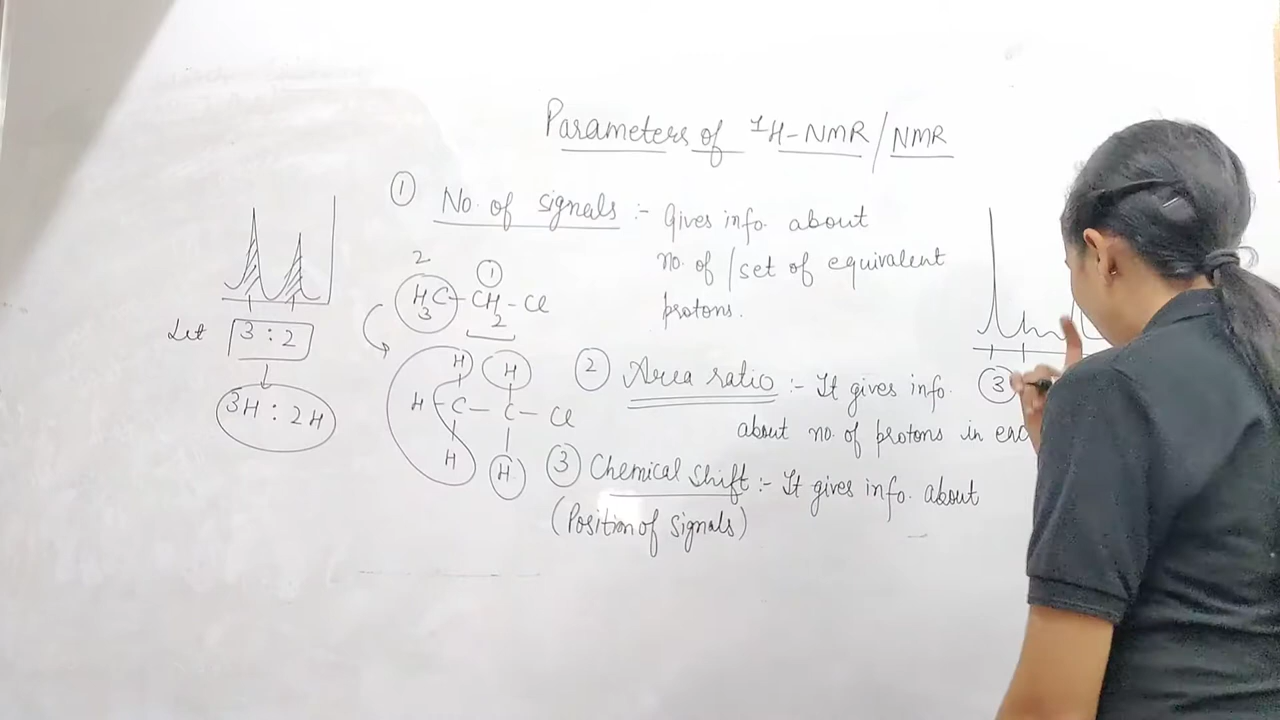 Parameters of 1H-NMR/NMR
① No. of signals :- Gives info. about
no. of /set of equivalent
protons.
2 ①
H3C-CH2-Cl
Let 3 : 2
3H : 2H
H H
H -C-C-Cl
H H
② Area ratio :- It gives info.
about no. of protons in
③ Chemical Shift :- It gives info. about
(Position of Signals)
③